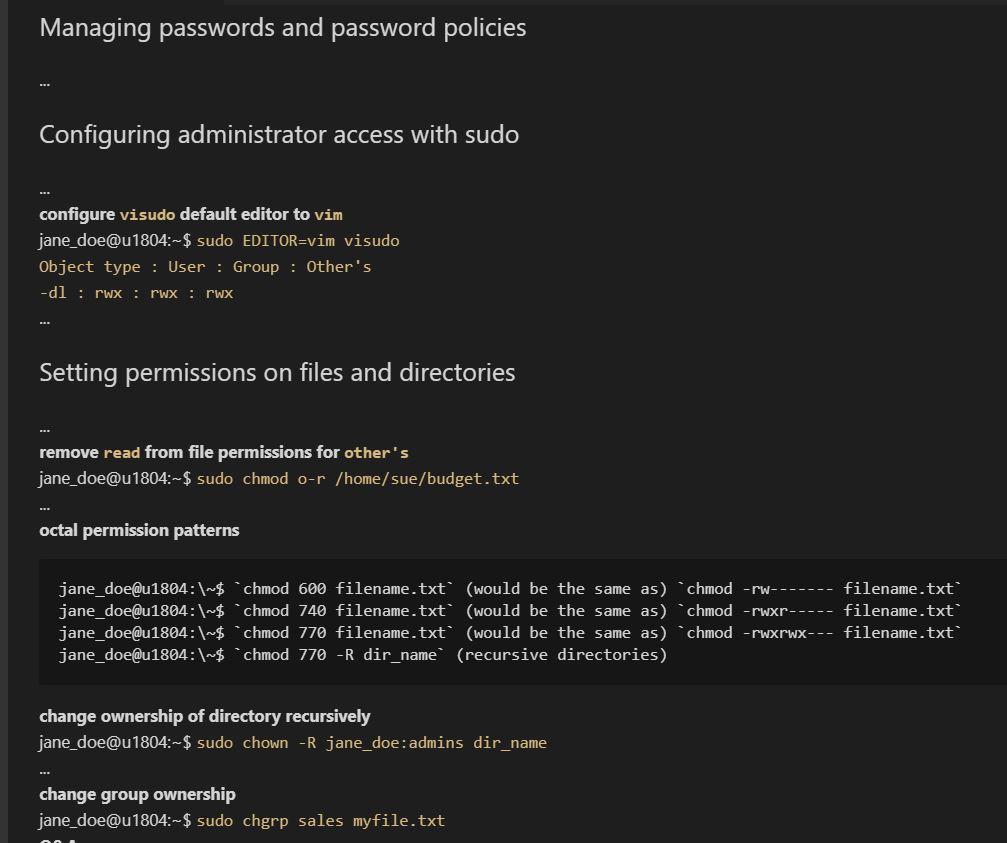 Managing passwords and password policies
...
Configuring administrator access with sudo
...
configure visudo default editor to vim
jane_doe@u1804:~$ sudo EDITOR=vim visudo
Object type : User : Group : Other's
-dl : rwx : rwx : rwx
...
Setting permissions on files and directories
...
remove read from file permissions for other's
jane_doe@u1804:~$ sudo chmod o-r /home/sue/budget.txt
...
octal permission patterns
jane_doe@u1804:\~$ `chmod 600 filename.txt` (would be the same as) `chmod -rw------- filename.txt`
jane_doe@u1804:\~$ `chmod 740 filename.txt` (would be the same as) `chmod -rwxr----- filename.txt`
jane_doe@u1804:\~$ `chmod 770 filename.txt` (would be the same as) `chmod -rwxrwx--- filename.txt`
jane_doe@u1804:\~$ `chmod 770 -R dir_name` (recursive directories)
change ownership of directory recursively
jane_doe@u1804:~$ sudo chown -R jane_doe:admins dir_name
...
change group ownership
jane_doe@u1804:~$ sudo chgrp sales myfile.txt